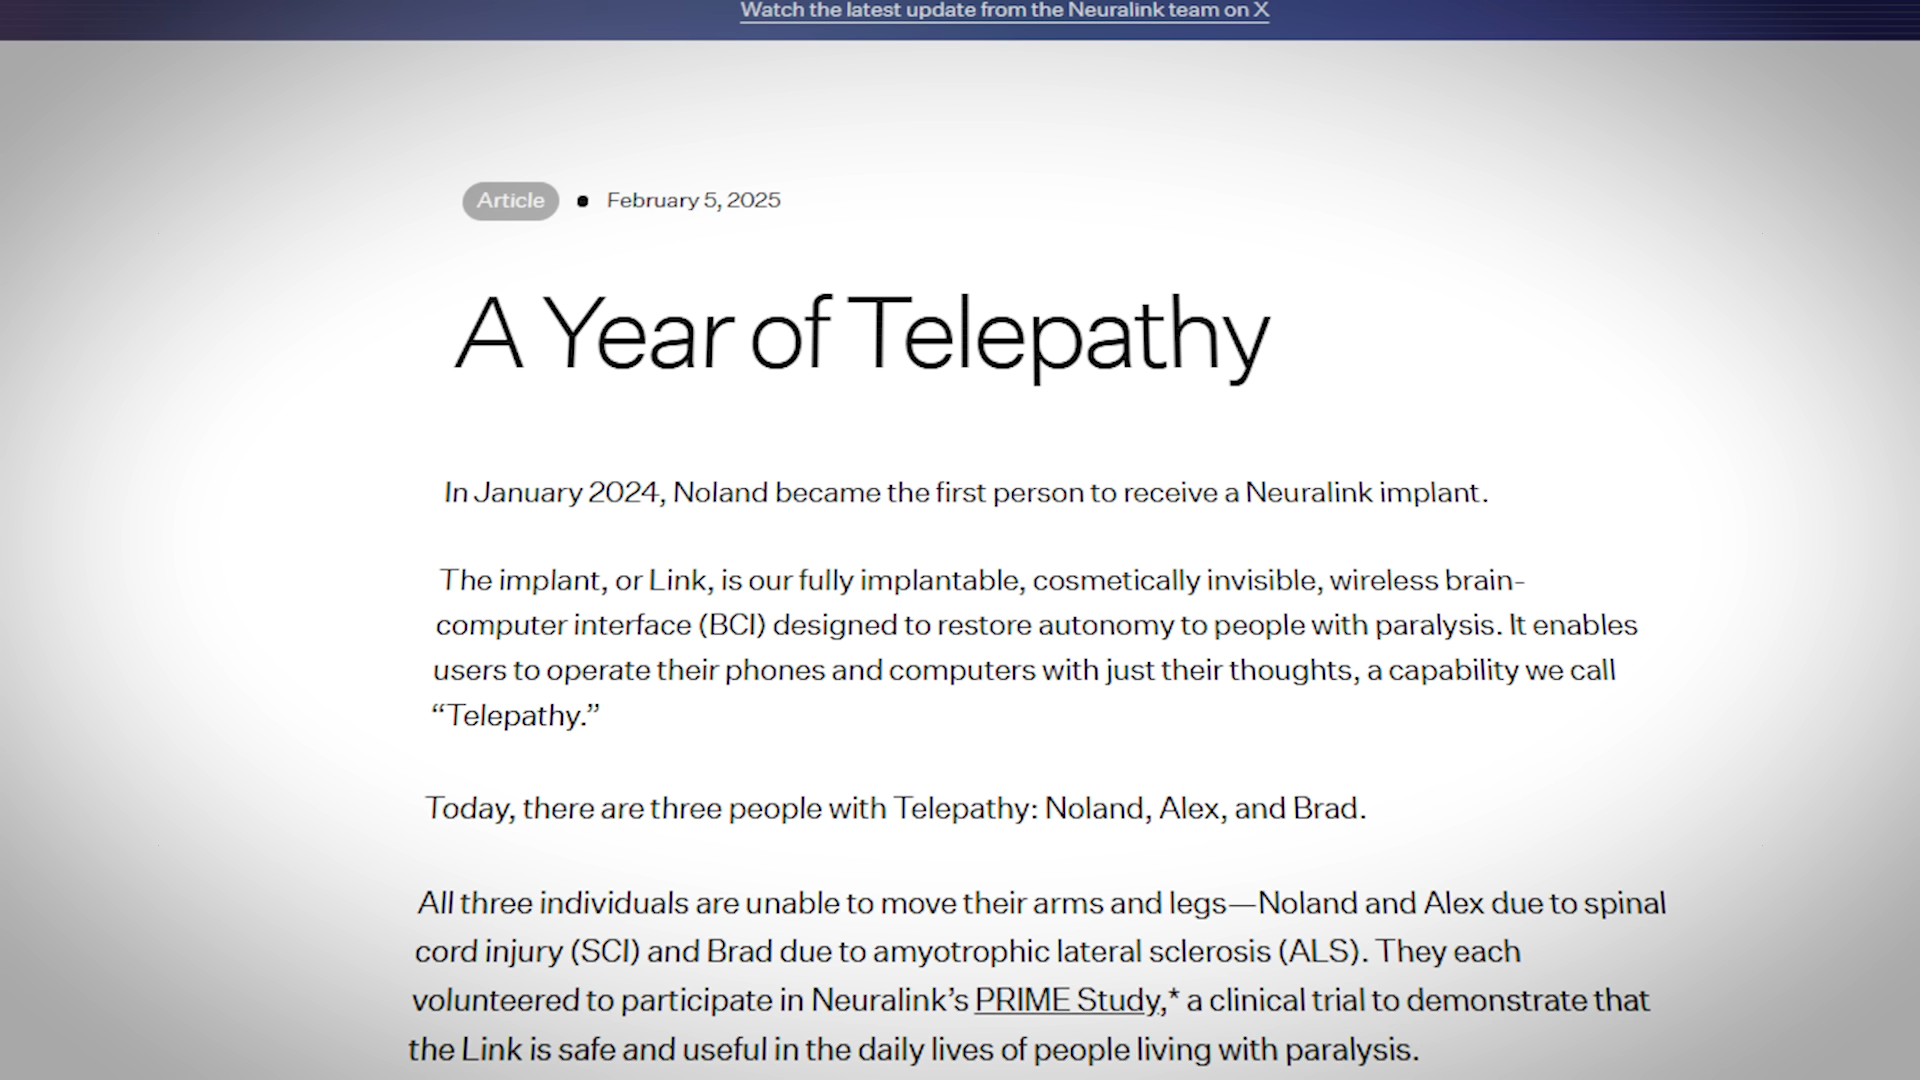 Watch the latest update from the Neuralink team on X
Article • February 5, 2025
A Year of Telepathy
In January 2024, Noland became the first person to receive a Neuralink implant.
The implant, or Link, is our fully implantable, cosmetically invisible, wireless brain-
computer interface (BCI) designed to restore autonomy to people with paralysis. It enables
users to operate their phones and computers with just their thoughts, a capability we call
“Telepathy.”
Today, there are three people with Telepathy: Noland, Alex, and Brad.
All three individuals are unable to move their arms and legs—Noland and Alex due to spinal
cord injury (SCI) and Brad due to amyotrophic lateral sclerosis (ALS). They each
volunteered to participate in Neuralink’s PRIME Study,* a clinical trial to demonstrate that
the Link is safe and useful in the daily lives of people living with paralysis.